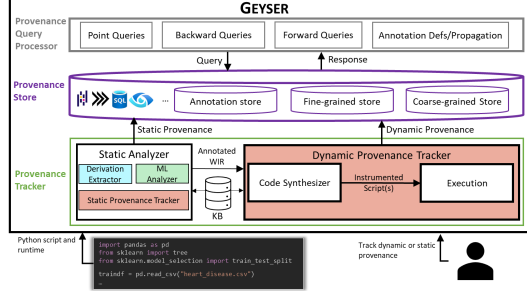 GEYSER
Provenance
Query
Processor
Point Queries
Backward Queries
Forward Queries
Annotation Defs/Propagation
Query
Response
Provenance
Store
SQL
...
Annotation store
Fine-grained store
Coarse-grained Store
Static Provenance
Dynamic Provenance
Provenance
Tracker
Static Analyzer
Derivation
Extractor
ML
Analyzer
Static Provenance Tracker
Annotated
WIR
KB
Dynamic Provenance Tracker
Code Synthesizer
Instrumented
Script(s)
Execution
Python script and
runtime
import pandas as pd
from sklearn import tree
from sklearn.model_selection import train_test_split
traindf = pd.read_csv("heart_disease.csv")
…
Track dynamic or static
provenance